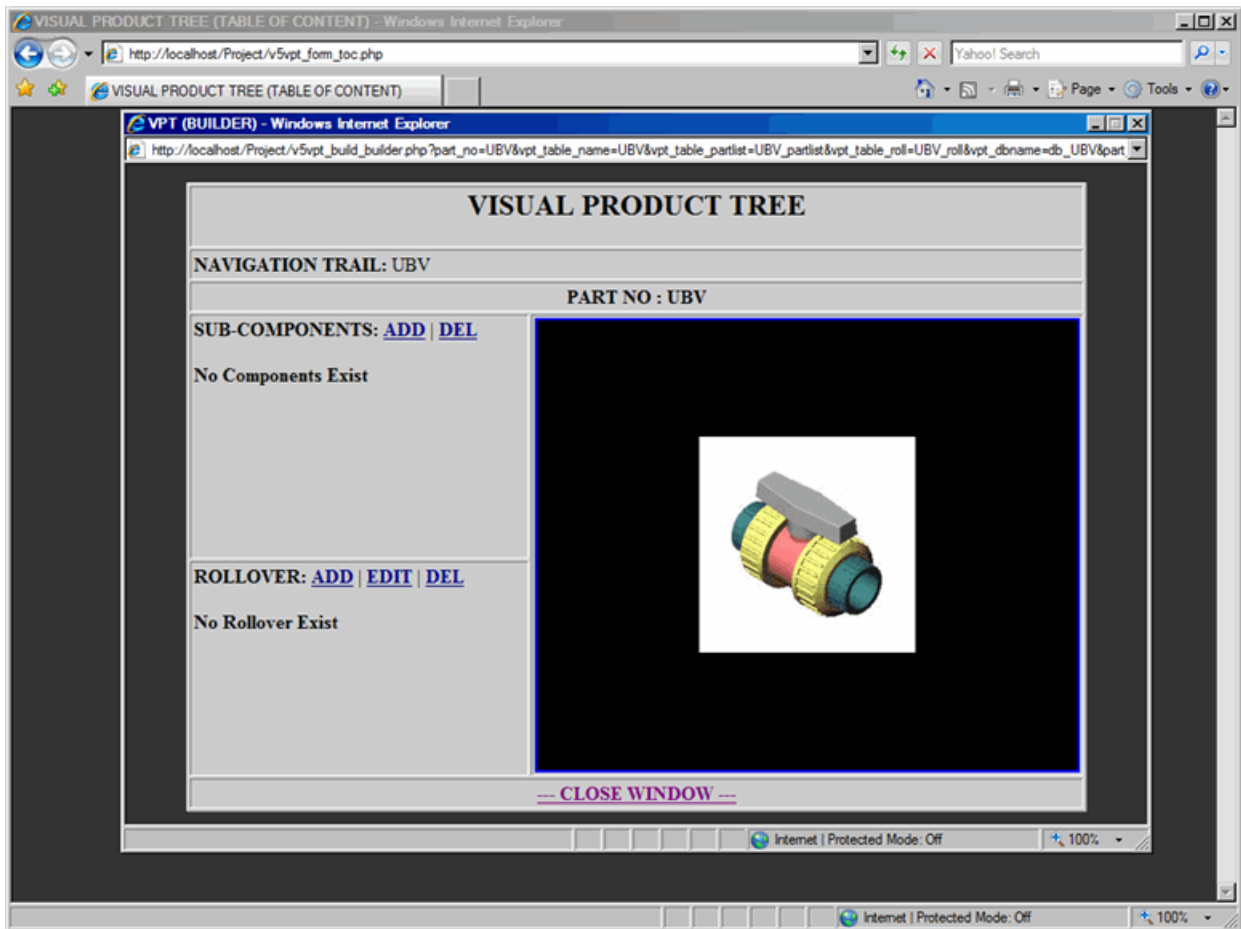 VISUAL PRODUCT TREE (TABLE OF CONTENT) - Windows Internet Explorer
http://localhost/Project/v5vpt_form_toc.php
Yahoo! Search
VISUAL PRODUCT TREE (TABLE OF CONTENT)
Page
Tools
VPT (BUILDER) - Windows Internet Explorer
http://localhost/Project/v5vpt_build_builder.php?part_no=UBV&vpt_table_name=UBV&vpt_table_partlist=UBV_partlist&vpt_table_roll=UBV_roll&vpt_dbname=db_UBV&part
VISUAL PRODUCT TREE
NAVIGATION TRAIL: UBV
PART NO : UBV
SUB-COMPONENTS: ADD | DEL
No Components Exist
ROLLOVER: ADD | EDIT | DEL
No Rollover Exist
--- CLOSE WINDOW ---
Internet | Protected Mode: Off
100%
Internet | Protected Mode: Off
100%